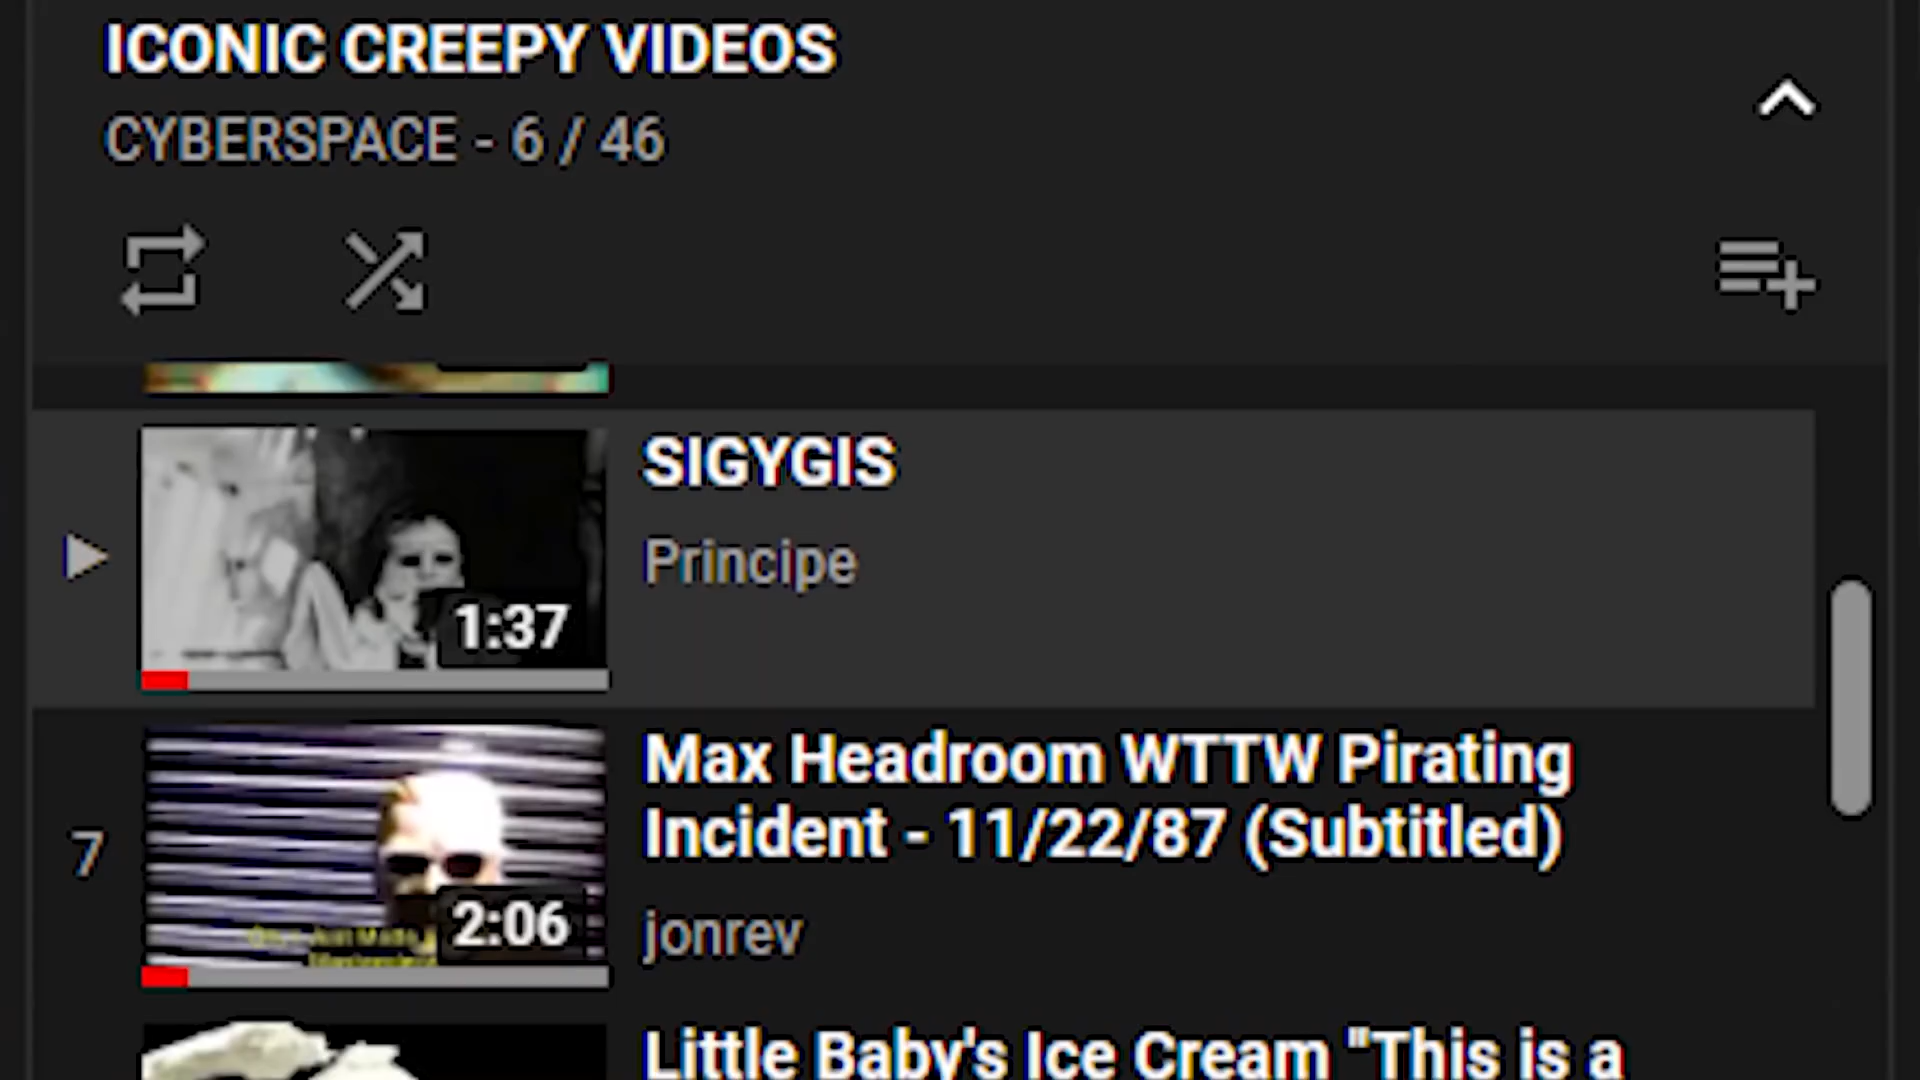 ICONIC CREEPY VIDEOS
CYBERSPACE - 6 / 46
SIGYGIS
Principe
1:37
Max Headroom WTTW Pirating
Incident - 11/22/87 (Subtitled)
7
jonrev
2:06
Little Baby's Ice Cream "This is a